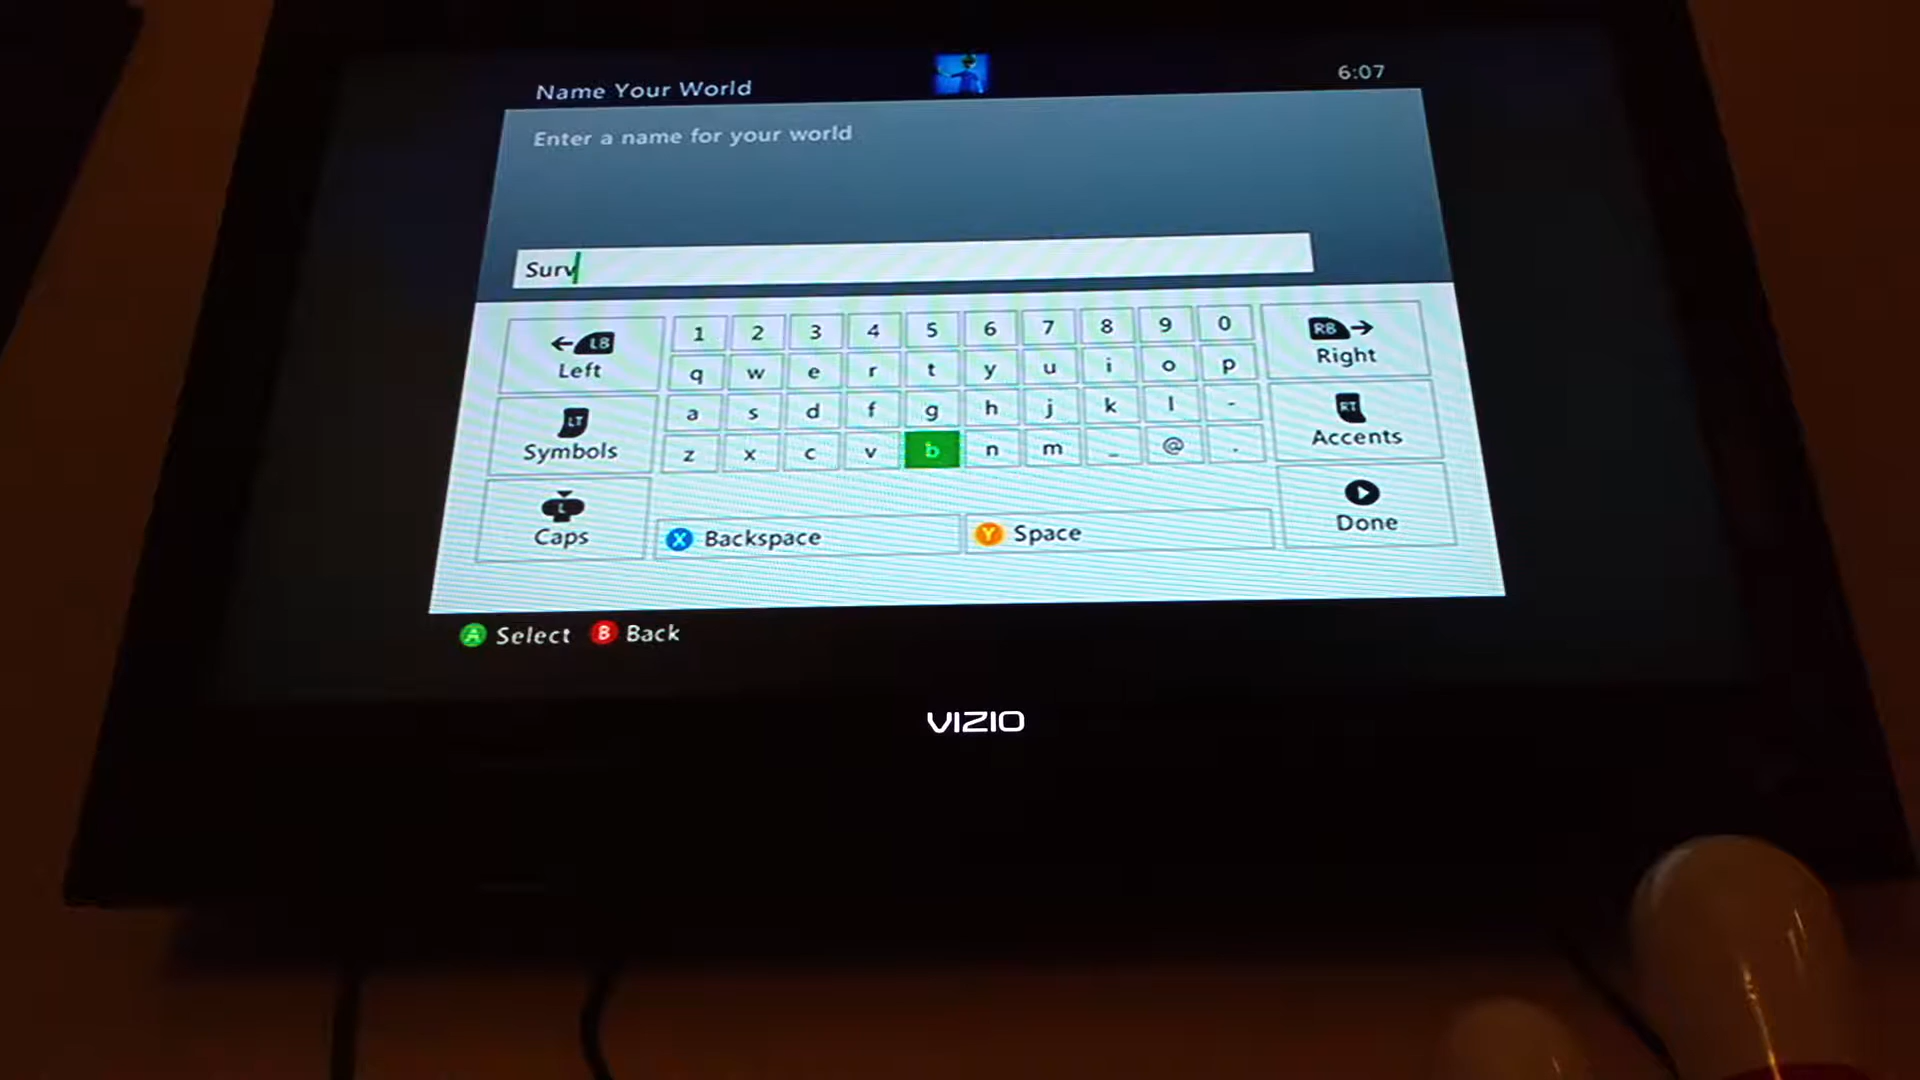 Name Your World
6:07
Enter a name for your world
Surv
LB
Left
1 2 3 4 5 6 7 8 9 0
RB
Right
q w e r t y u i o p
LT
Symbols
a s d f g h j k l -
RT
Accents
z x c v b n m _ @ .
L
Caps
X Backspace
Y Space
Done
A Select B Back
VIZIO